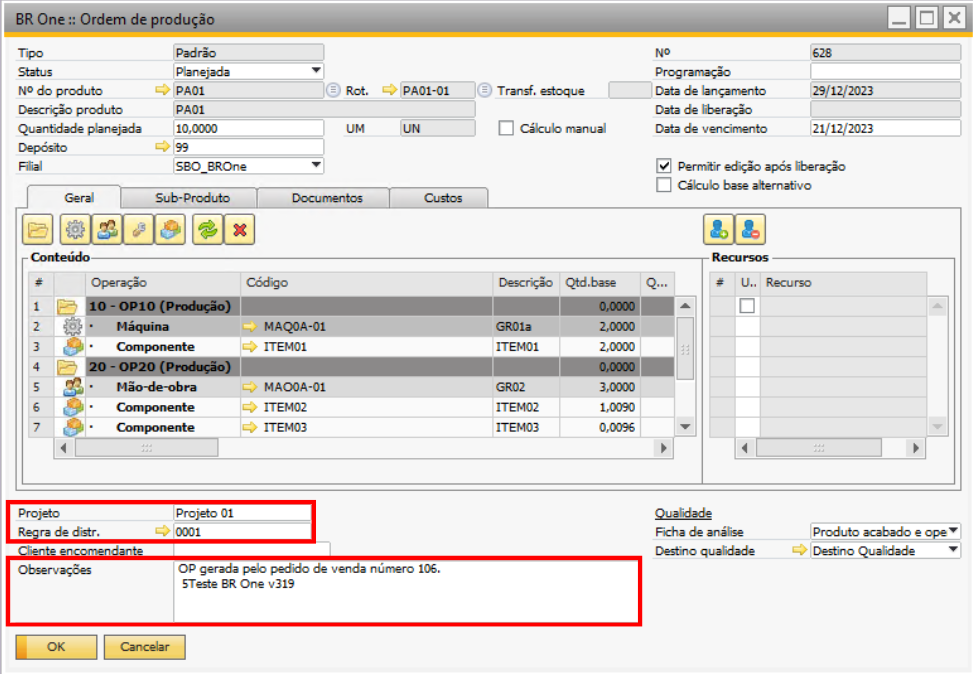 BR One :: Ordem de produção
Tipo Padrão Nº 628
Status Planejada Programação
Nº do produto PA01 Rot. PA01-01 Transf. estoque Data de lançamento 29/12/2023
Descrição produto PA01 Data de liberação
Quantidade planejada 10,0000 UM UN Cálculo manual Data de vencimento 21/12/2023
Depósito 99
Filial SBO_BROne Permitir edição após liberação
Cálculo base alternativo
Geral Sub-Produto Documentos Custos
Conteúdo Recursos
# Operação Código Descrição Qtd.base Q... # U.. Recurso
1 10 - OP10 (Produção) 0,0000
2 · Máquina MAQ0A-01 GR01a 2,0000
3 · Componente ITEM01 ITEM01 2,0000
4 20 - OP20 (Produção) 0,0000
5 · Mão-de-obra MAO0A-01 GR02 3,0000
6 · Componente ITEM02 ITEM02 1,0090
7 · Componente ITEM03 ITEM03 0,0096
Projeto Projeto 01 Qualidade
Regra de distr. 0001 Ficha de análise Produto acabado e ope
Cliente encomendante Destino qualidade Destino Qualidade
Observações OP gerada pelo pedido de venda número 106.
5Teste BR One v319
OK Cancelar